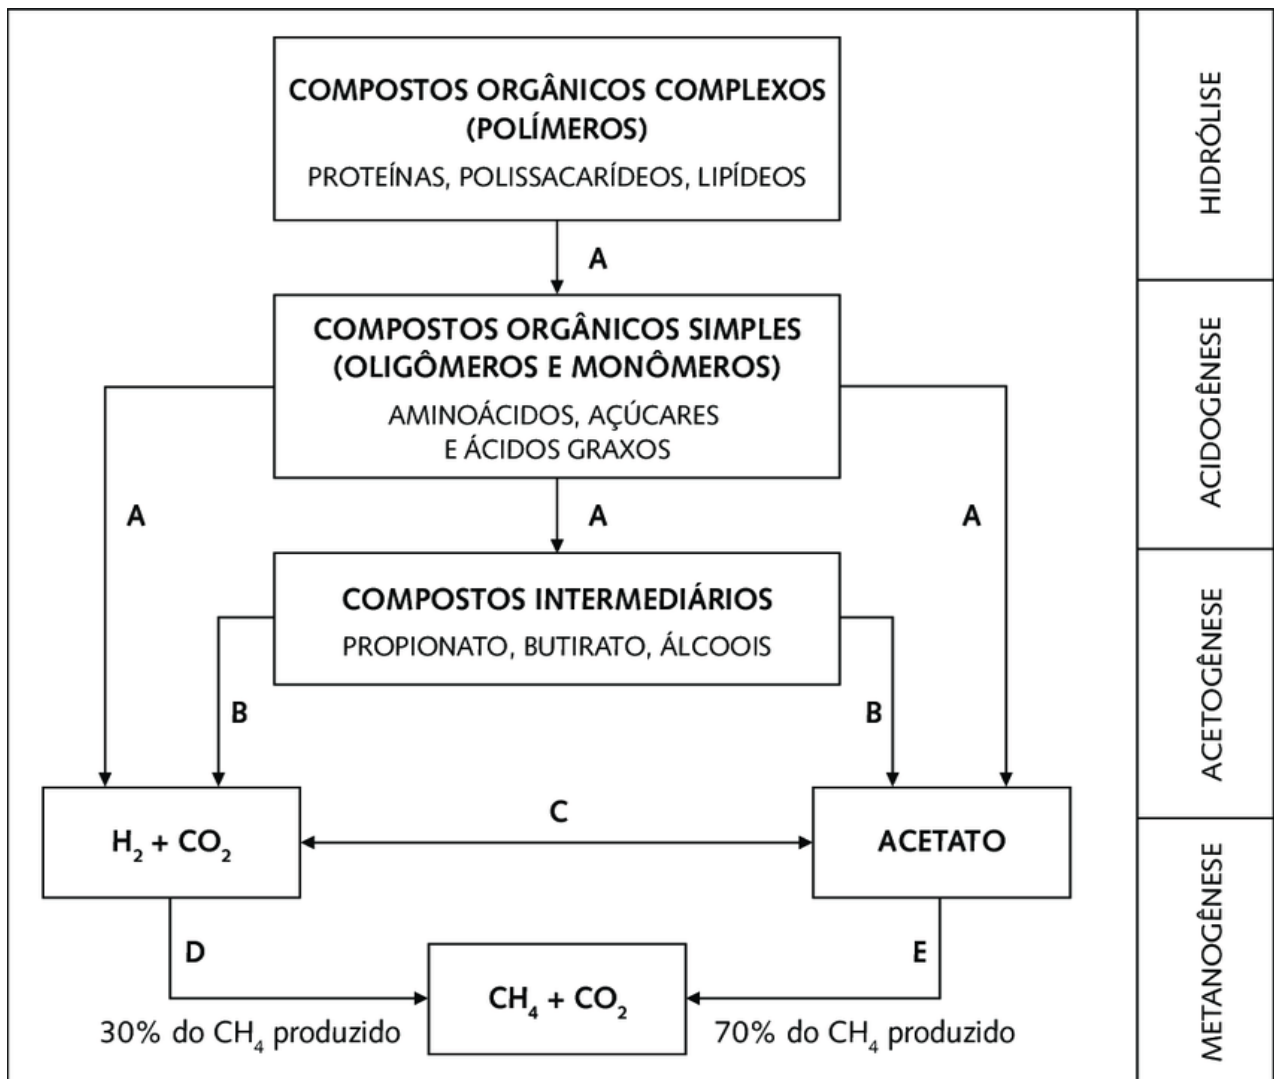 COMPOSTOS ORGÂNICOS COMPLEXOS
(POLÍMEROS)
PROTEÍNAS, POLISSACARÍDEOS, LIPÍDEOS
A
COMPOSTOS ORGÂNICOS SIMPLES
(OLIGÔMEROS E MONÔMEROS)
AMINOÁCIDOS, AÇÚCARES
E ÁCIDOS GRAXOS
A
A
A
COMPOSTOS INTERMEDIÁRIOS
PROPIONATO, BUTIRATO, ÁLCOOIS
B
B
H₂ + CO₂
C
ACETATO
D
E
CH₄ + CO₂
30% do CH₄ produzido
70% do CH₄ produzido
HIDRÓLISE
ACIDOGÊNESE
ACETOGÊNESE
METANOGÊNESE